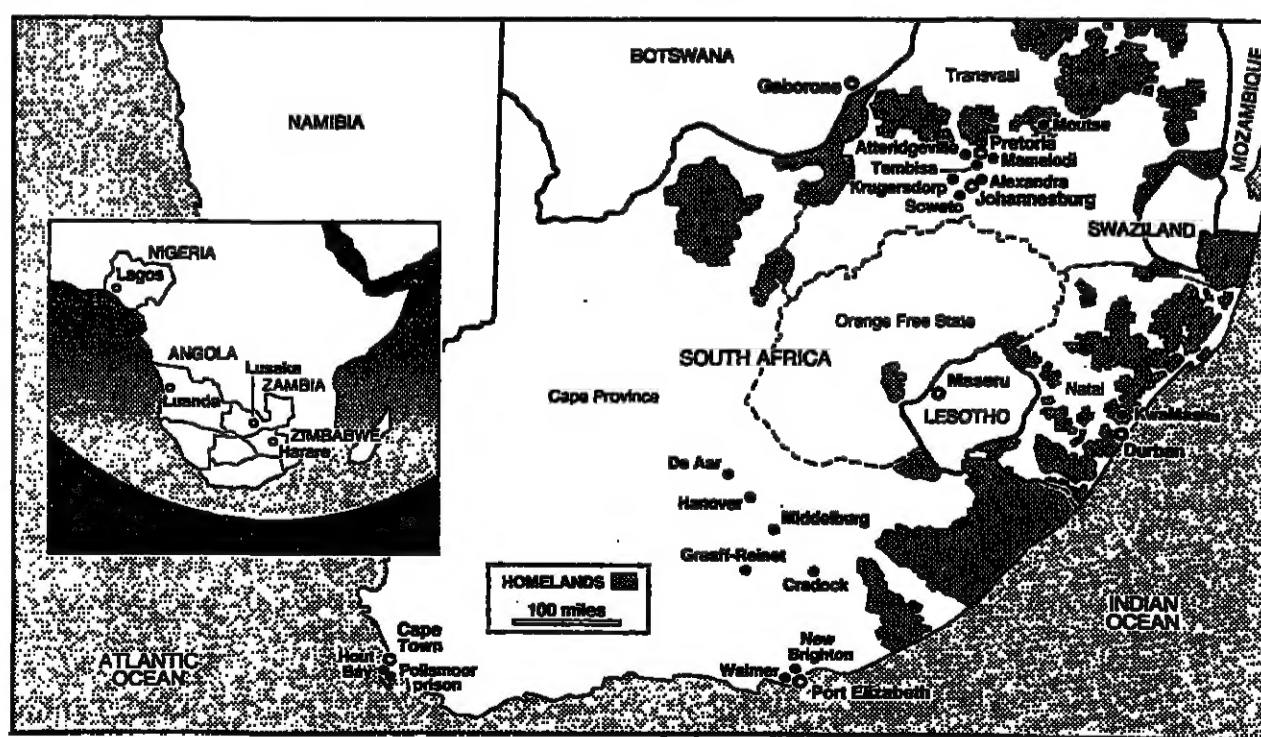 BOTSWANA
Gaborone
NAMIBIA
Transvaal
MOZAMBIQUE
Moutse
Atteridgeville
Pretoria
Tembisa
Mamelodi
Krugersdorp
Alexandra
Johannesburg
Soweto
SWAZILAND
NIGERIA
Lagos
ANGOLA
Lusaka
ZAMBIA
Luanda
ZIMBABWE
Harare
Orange Free State
SOUTH AFRICA
Cape Province
Maseru
LESOTHO
Natal
KwaMashu
Durban
De Aar
Hanover
Middelburg
Graaff-Reinet
Cradock
HOMELANDS
100 miles
INDIAN
OCEAN
Cape
Town
Hout
Bay
Pollsmoor
prison
ATLANTIC
OCEAN
New
Brighton
Walmer
Port Elizabeth